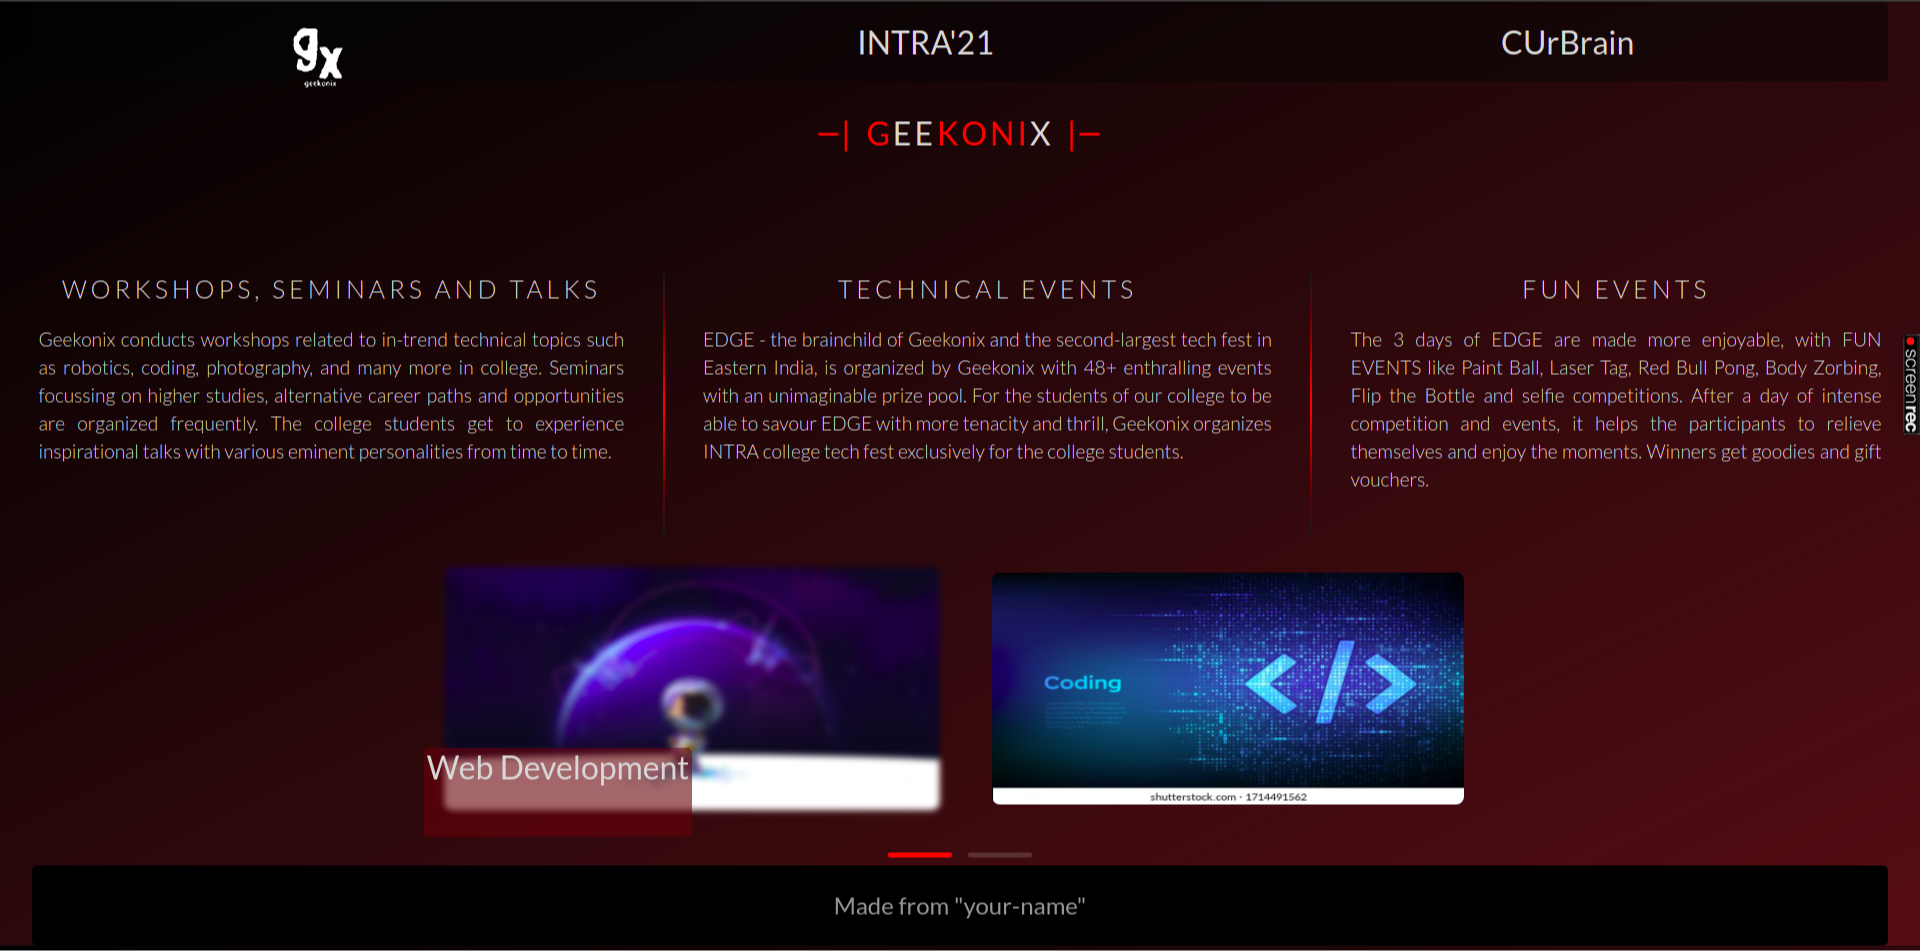 gx
geekonix
INTRA'21
CUrBrain
—| GEEKONIX |—
WORKSHOPS, SEMINARS AND TALKS
Geekonix conducts workshops related to in-trend technical topics such
as robotics, coding, photography, and many more in college. Seminars
focussing on higher studies, alternative career paths and opportunities
are organized frequently. The college students get to experience
inspirational talks with various eminent personalities from time to time.
TECHNICAL EVENTS
EDGE - the brainchild of Geekonix and the second-largest tech fest in
Eastern India, is organized by Geekonix with 48+ enthralling events
with an unimaginable prize pool. For the students of our college to be
able to savour EDGE with more tenacity and thrill, Geekonix organizes
INTRA college tech fest exclusively for the college students.
FUN EVENTS
The 3 days of EDGE are made more enjoyable, with FUN
EVENTS like Paint Ball, Laser Tag, Red Bull Pong, Body Zorbing,
Flip the Bottle and selfie competitions. After a day of intense
competition and events, it helps the participants to relieve
themselves and enjoy the moments. Winners get goodies and gift
vouchers.
screenrec
Web Development
Coding
shutterstock.com · 1714491562
Made from "your-name"